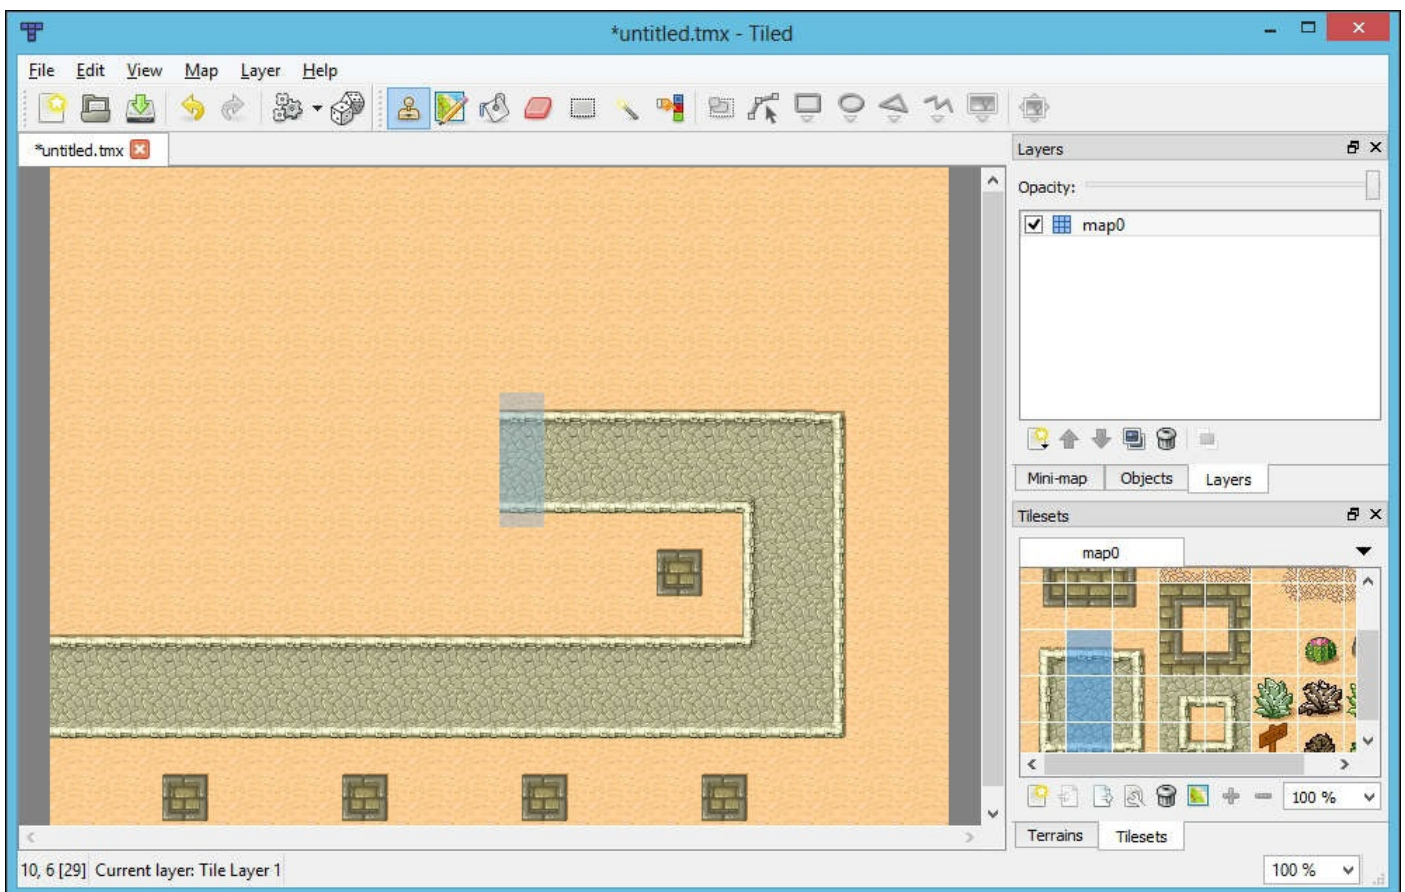 *untitled.tmx - Tiled
File Edit View Map Layer Help
*untitled.tmx
Layers
Opacity:
map0
Mini-map Objects Layers
Tilesets
map0
100 %
Terrains Tilesets
10, 6 [29] Current layer: Tile Layer 1
100 %